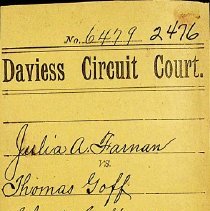 No. 6479 2476
Daviess Circuit Court.
Julia A. Farnan
vs.
Thomas Goff